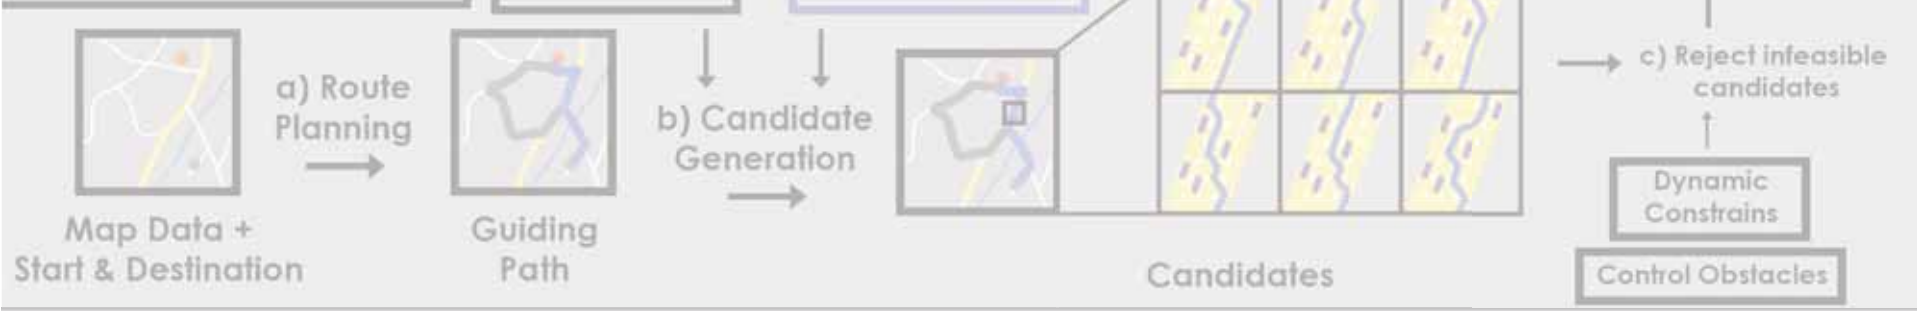 a) Route
Planning
Map Data +
Start & Destination
Guiding
Path
b) Candidate
Generation
Candidates
c) Reject infeasible
candidates
Dynamic
Constrains
Control Obstacles